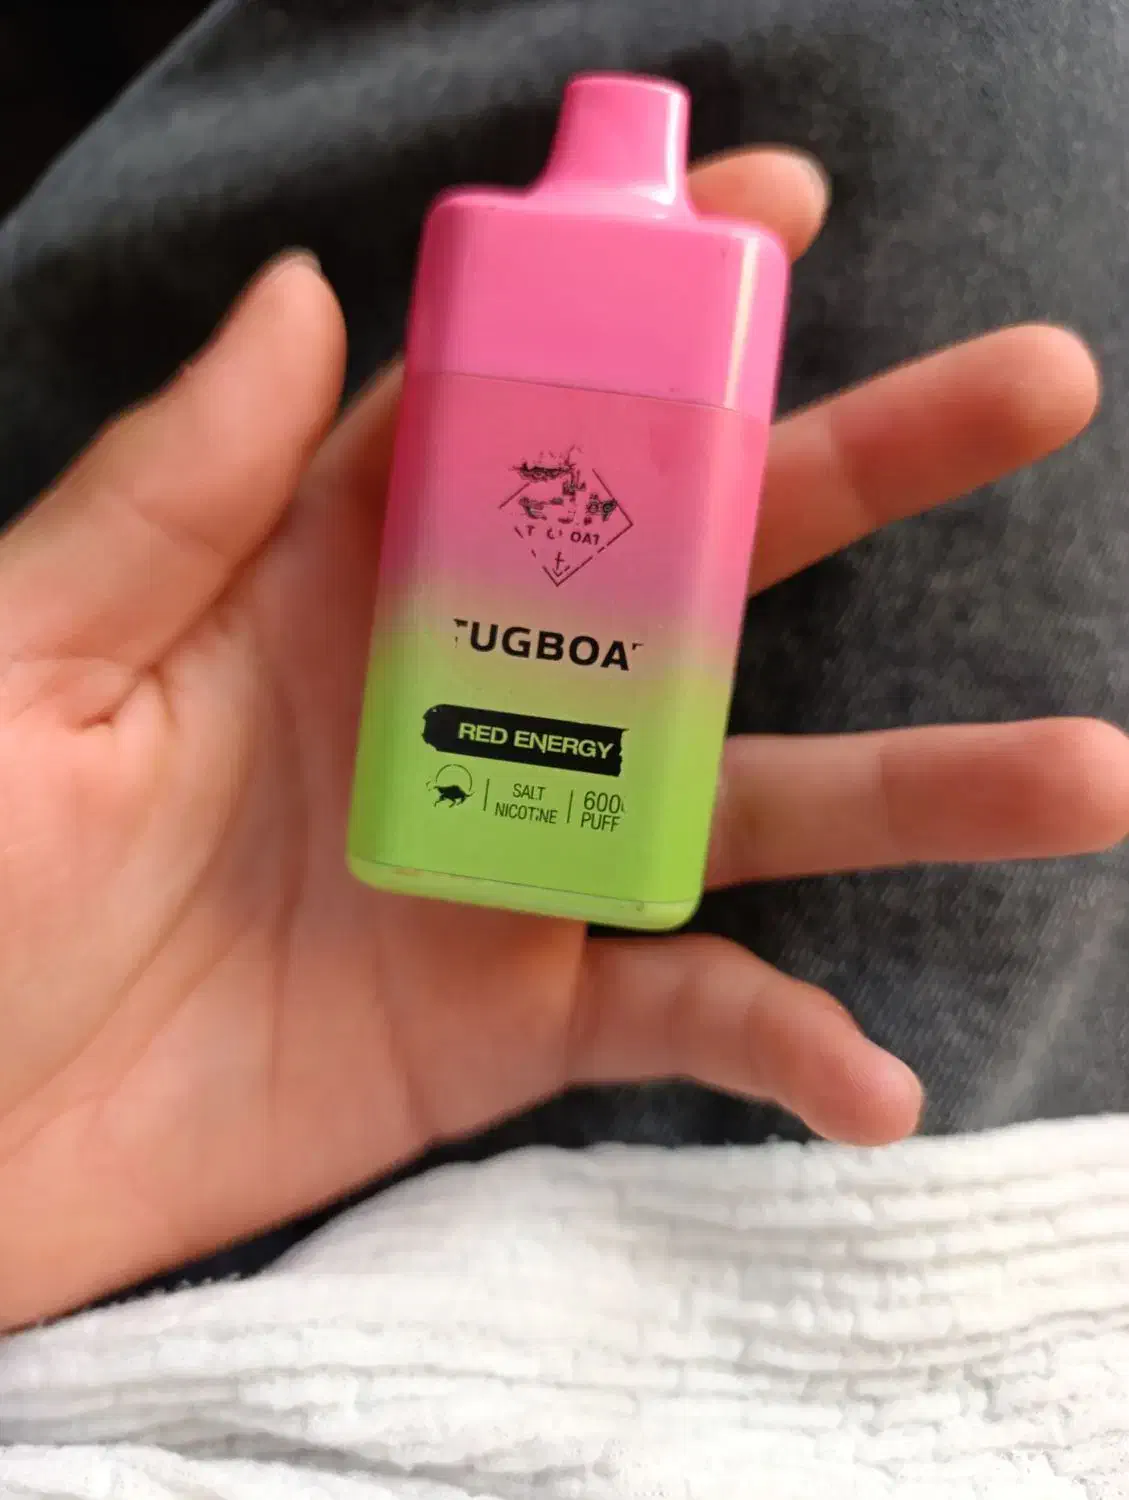 UGBOA
RED ENERGY
SALT
NICOTINE
600
PUFF